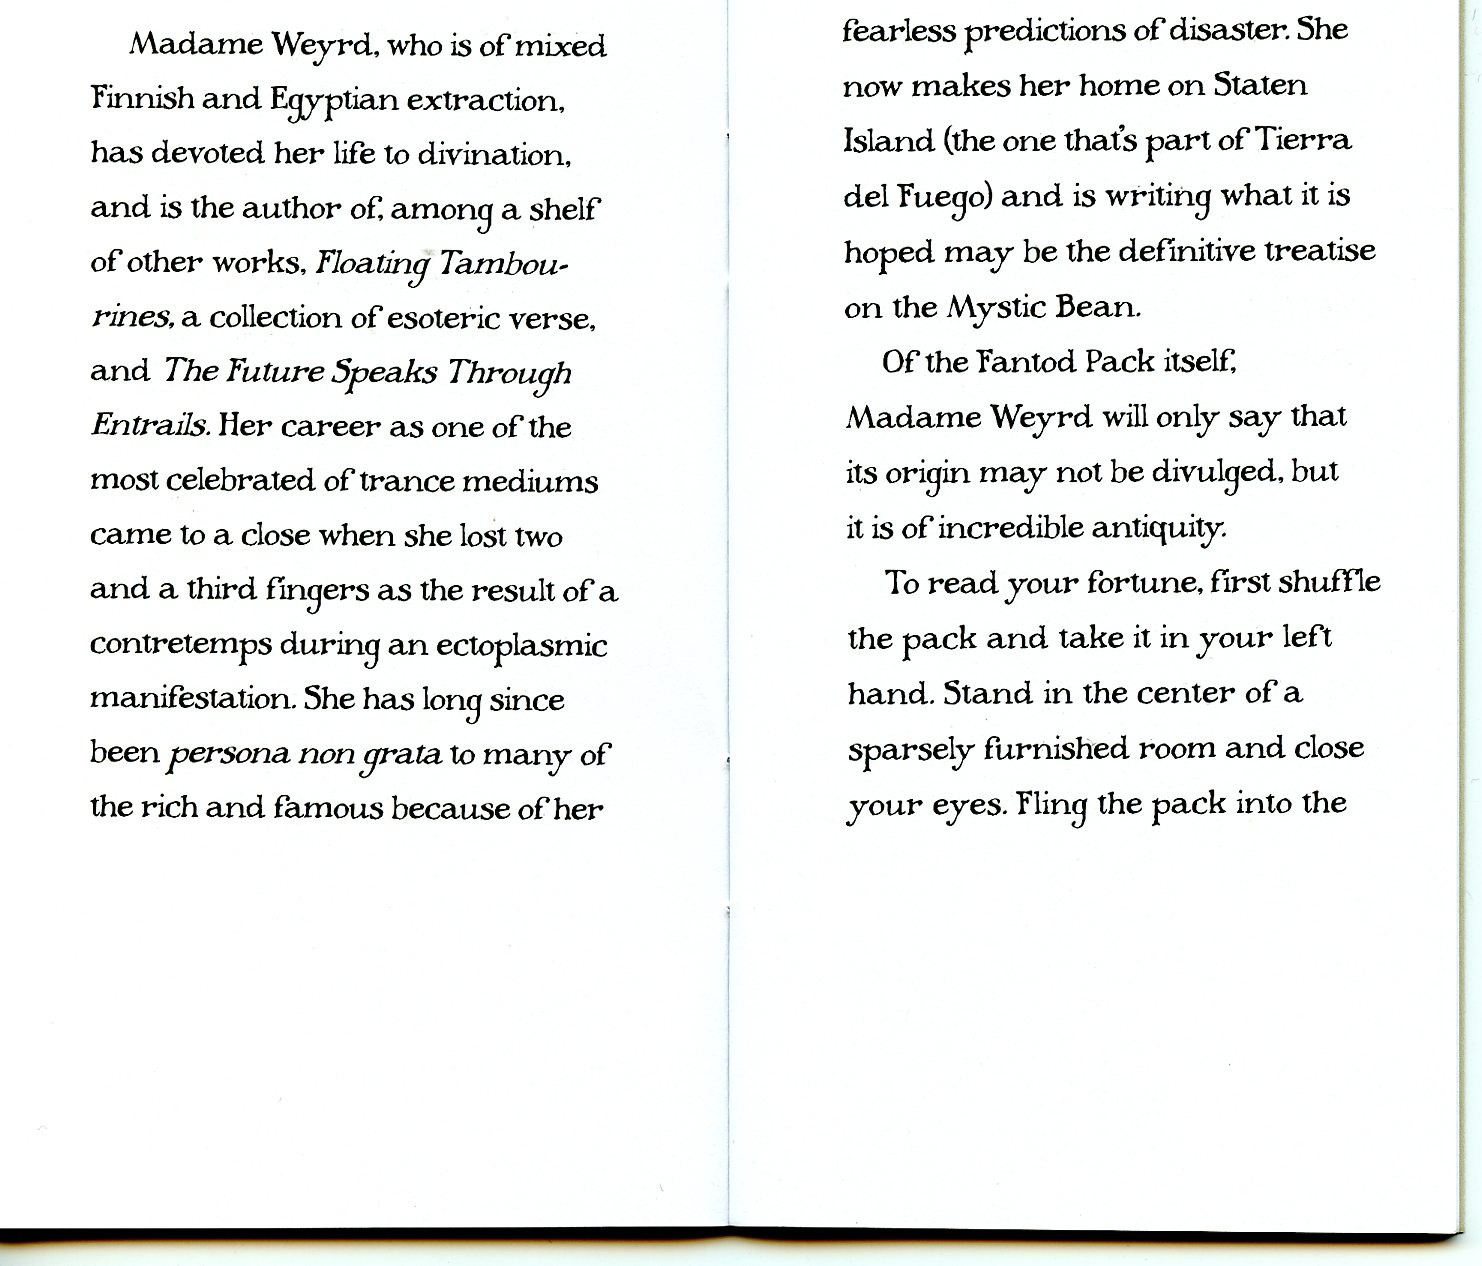 Madame Weyrd, who is of mixed
Finnish and Egyptian extraction,
has devoted her life to divination,
and is the author of, among a shelf
of other works, Floating Tambou-
rines, a collection of esoteric verse,
and The Future Speaks Through
Entrails. Her career as one of the
most celebrated of trance mediums
came to a close when she lost two
and a third fingers as the result of a
contretemps during an ectoplasmic
manifestation. She has long since
been persona non grata to many of
the rich and famous because of her
fearless predictions of disaster. She
now makes her home on Staten
Island (the one that's part of Tierra
del Fuego) and is writing what it is
hoped may be the definitive treatise
on the Mystic Bean.
Of the Fantod Pack itself,
Madame Weyrd will only say that
its origin may not be divulged, but
it is of incredible antiquity.
To read your fortune, first shuffle
the pack and take it in your left
hand. Stand in the center of a
sparsely furnished room and close
your eyes. Fling the pack into the